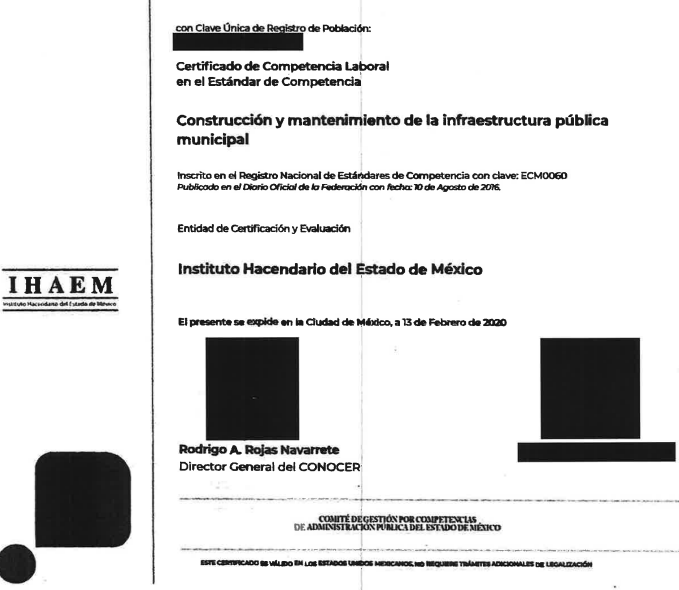 con Clave Única de Registro de Población:
Certificado de Competencia Laboral
en el Estándar de Competencia
Construcción y mantenimiento de la infraestructura pública
municipal
Inscrito en el Registro Nacional de Estándares de Competencia con clave: ECM0060
Publicado en el Diario Oficial de la Federación con fecha: 10 de Agosto de 2016.
Entidad de Certificación y Evaluación
Instituto Hacendario del Estado de México
IHAEM
Instituto Hacendario del Estado de México
El presente se expide en la Ciudad de México, a 13 de Febrero de 2020
Rodrigo A. Rojas Navarrete
Director General del CONOCER
COMITÉ DE GESTIÓN POR COMPETENCIAS
DE ADMINISTRACIÓN PÚBLICA DEL ESTADO DE MÉXICO
ESTE CERTIFICADO ES VÁLIDO EN LOS ESTADOS UNIDOS MEXICANOS, NO REQUIERE TRÁMITES ADICIONALES DE LEGALIZACIÓN